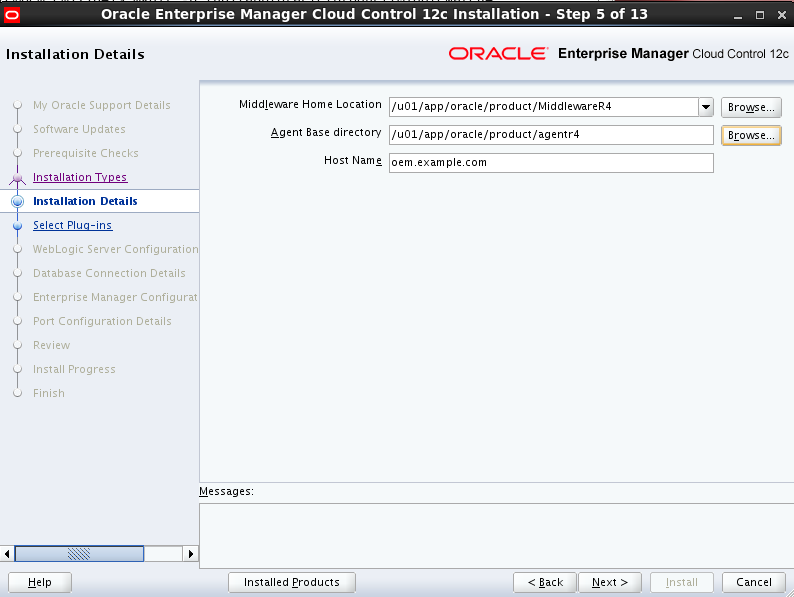 Oracle Enterprise Manager Cloud Control 12c Installation - Step 5 of 13
Installation Details
ORACLE Enterprise Manager Cloud Control 12c
My Oracle Support Details
Software Updates
Prerequisite Checks
Installation Types
Installation Details
Select Plug-ins
WebLogic Server Configuration
Database Connection Details
Enterprise Manager Configurat
Port Configuration Details
Review
Install Progress
Finish
Middleware Home Location /u01/app/oracle/product/MiddlewareR4 Browse...
Agent Base directory /u01/app/oracle/product/agentr4 Browse...
Host Name oem.example.com
Messages:
Help Installed Products < Back Next > Install Cancel